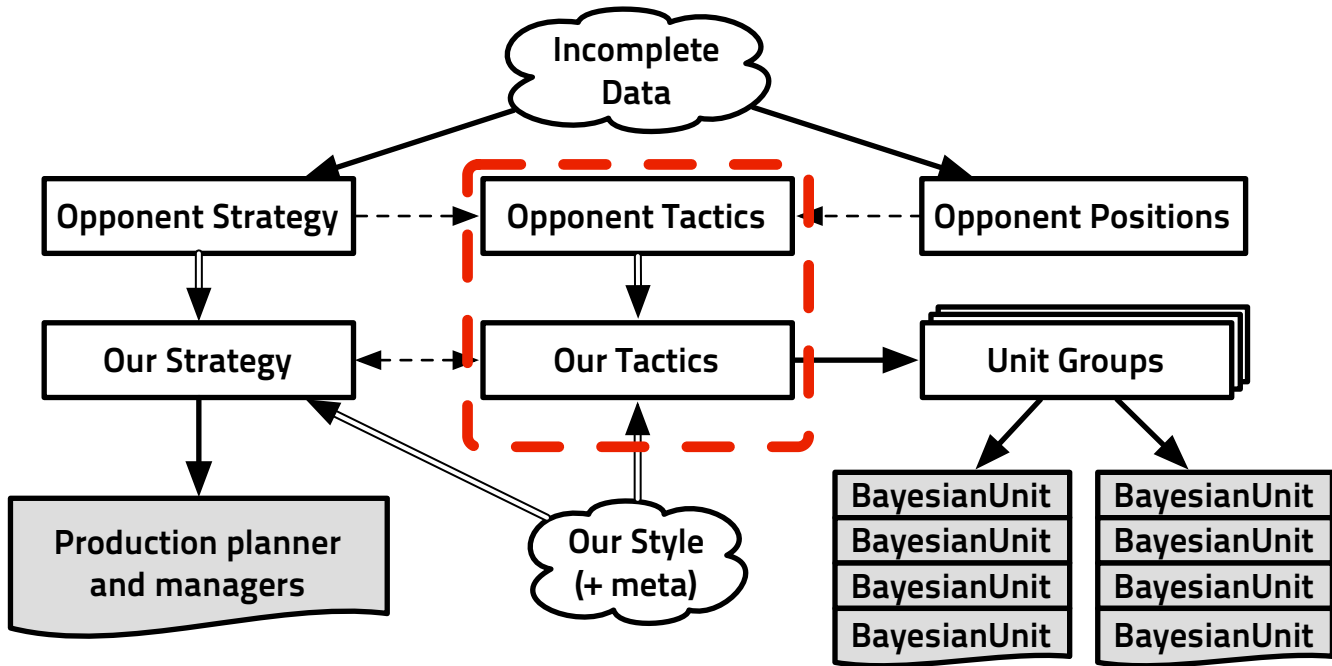 Incomplete
Data
Opponent Strategy
Opponent Tactics
Opponent Positions
Our Strategy
Our Tactics
Unit Groups
Production planner
and managers
Our Style
(+ meta)
BayesianUnit
BayesianUnit
BayesianUnit
BayesianUnit
BayesianUnit
BayesianUnit
BayesianUnit
BayesianUnit